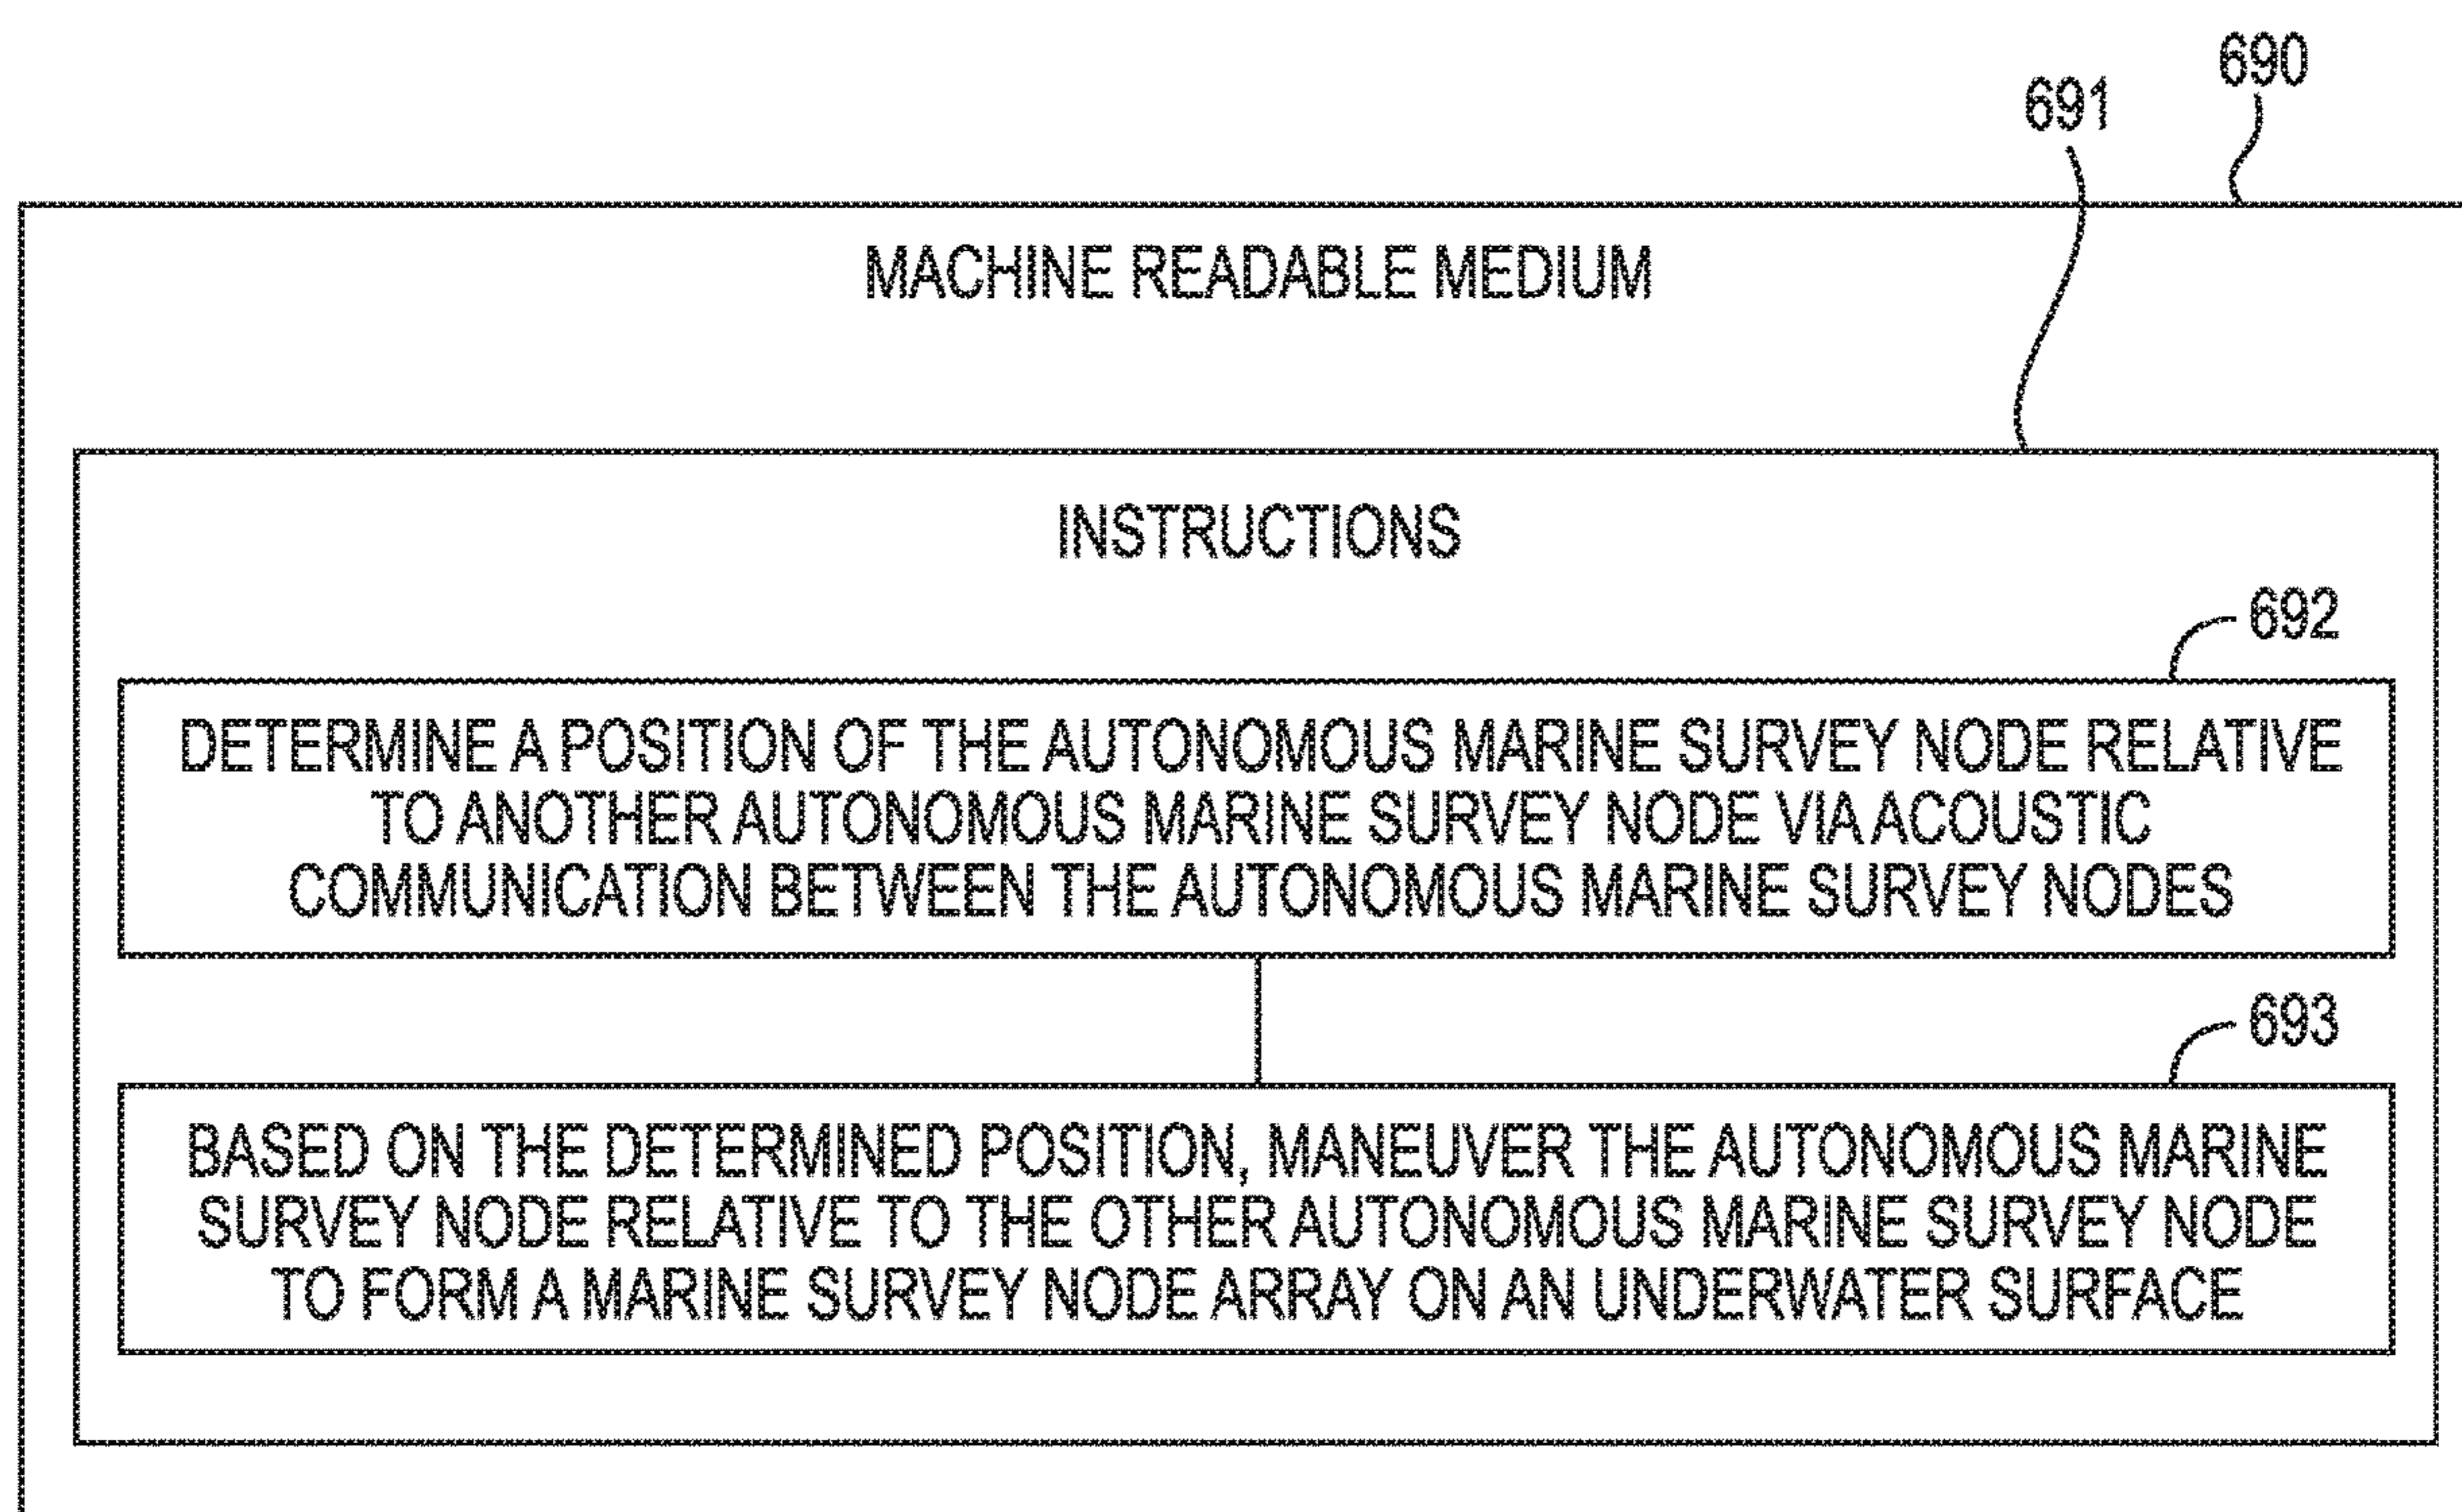 690
691
MACHINE READABLE MEDIUM
INSTRUCTIONS
692
DETERMINE A POSITION OF THE AUTONOMOUS MARINE SURVEY NODE RELATIVE
TO ANOTHER AUTONOMOUS MARINE SURVEY NODE VIA ACOUSTIC
COMMUNICATION BETWEEN THE AUTONOMOUS MARINE SURVEY NODES
693
BASED ON THE DETERMINED POSITION, MANEUVER THE AUTONOMOUS MARINE
SURVEY NODE RELATIVE TO THE OTHER AUTONOMOUS MARINE SURVEY NODE
TO FORM A MARINE SURVEY NODE ARRAY ON AN UNDERWATER SURFACE